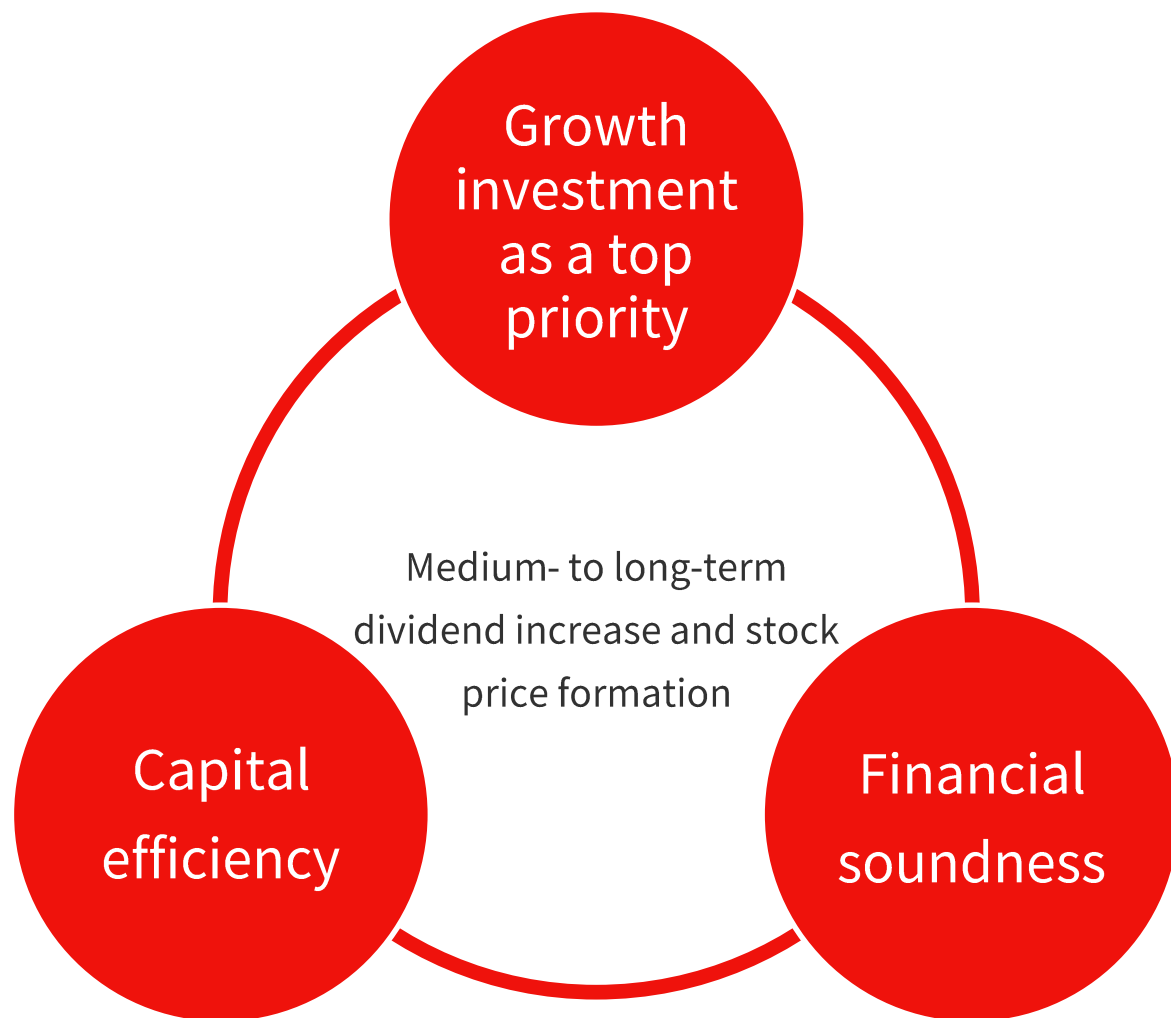 Growth
investment
as a top
priority
Medium- to long-term
dividend increase and stock
price formation
Capital
efficiency
Financial
soundness